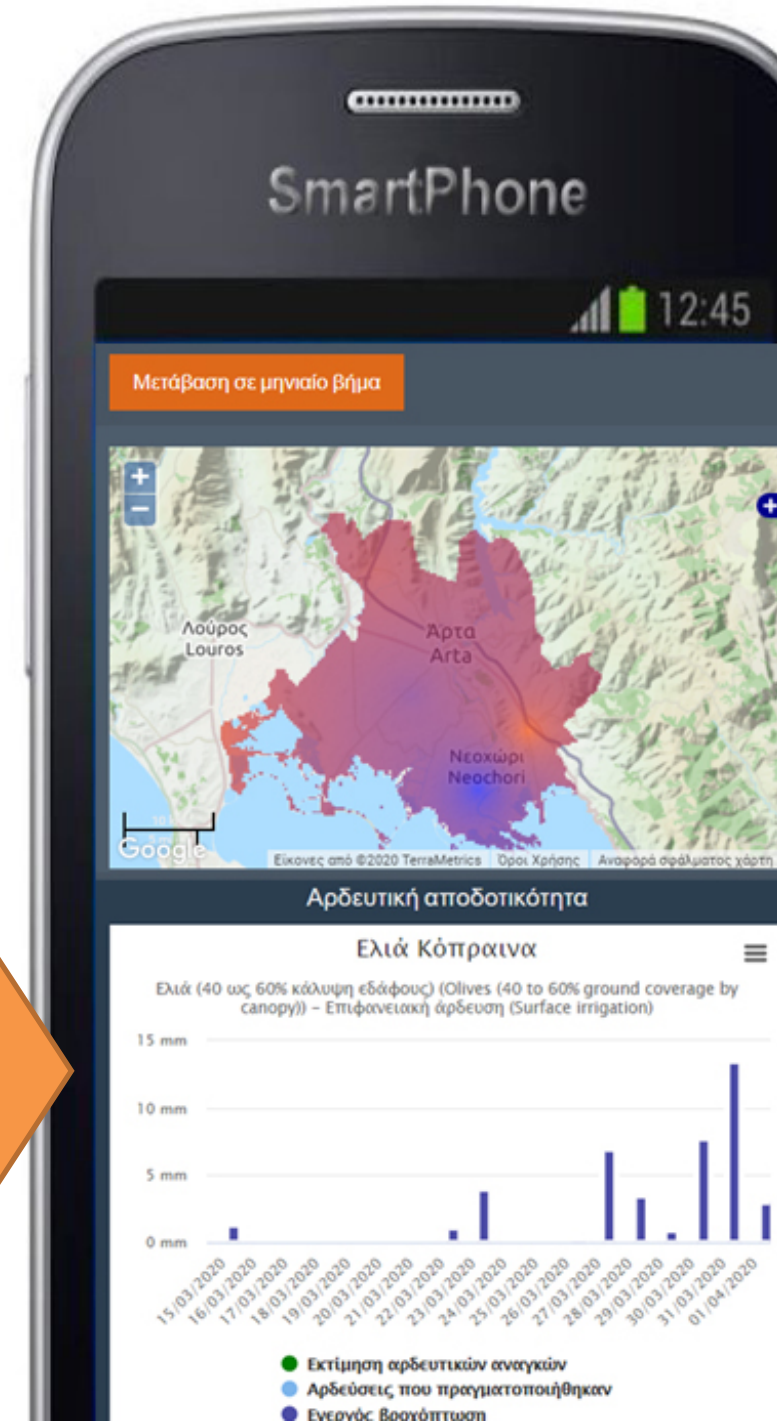 SmartPhone
12:45
Μετάβαση σε μηνιαίο βήμα
+
−
+
Λούρος
Louros
Άρτα
Arta
Νεοχώρι
Neochori
Google
Εικόνες από ©2020 TerraMetrics Όροι Χρήσης Αναφορά σφάλματος χάρτη
Αρδευτική αποδοτικότητα
Ελιά Κόπραινα
Ελιά (40 ως 60% κάλυψη εδάφους) (Olives (40 to 60% ground coverage by
canopy)) – Επιφανειακή άρδευση (Surface irrigation)
15 mm
10 mm
5 mm
0 mm
15/03/2020
16/03/2020
17/03/2020
18/03/2020
19/03/2020
20/03/2020
21/03/2020
22/03/2020
23/03/2020
24/03/2020
25/03/2020
26/03/2020
27/03/2020
28/03/2020
29/03/2020
30/03/2020
31/03/2020
01/04/2020
Εκτίμηση αρδευτικών αναγκών
Αρδεύσεις που πραγματοποιήθηκαν
Ενεργός βροχόπτωση